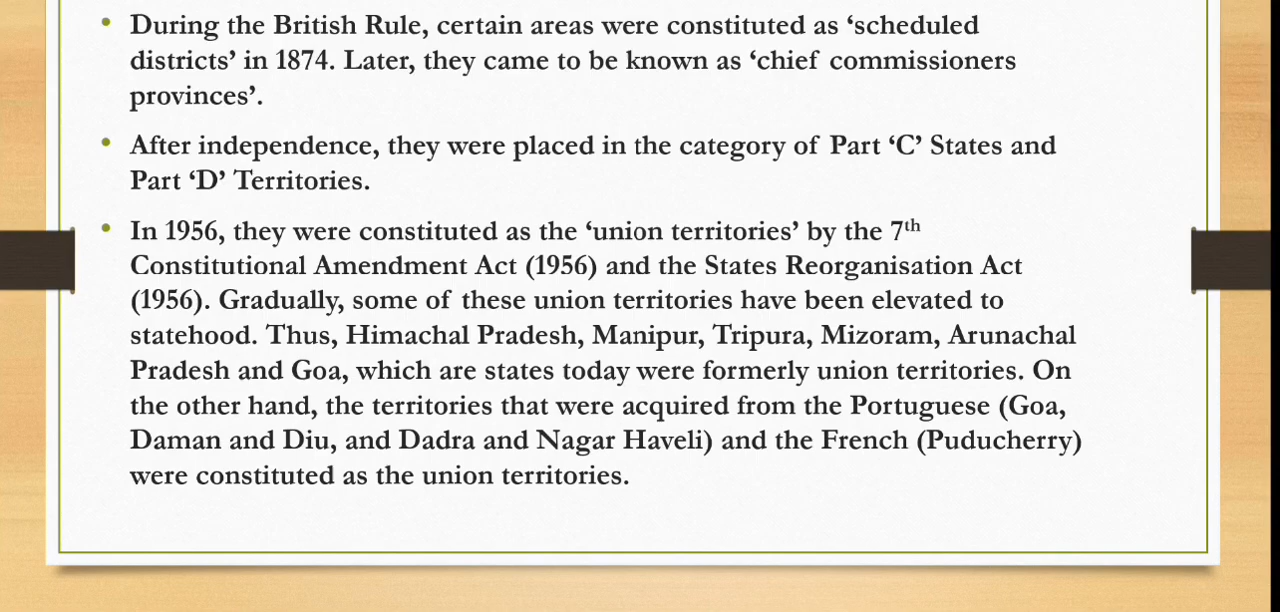 • During the British Rule, certain areas were constituted as ‘scheduled
districts’ in 1874. Later, they came to be known as ‘chief commissioners
provinces’.
• After independence, they were placed in the category of Part ‘C’ States and
Part ‘D’ Territories.
• In 1956, they were constituted as the ‘union territories’ by the 7th
Constitutional Amendment Act (1956) and the States Reorganisation Act
(1956). Gradually, some of these union territories have been elevated to
statehood. Thus, Himachal Pradesh, Manipur, Tripura, Mizoram, Arunachal
Pradesh and Goa, which are states today were formerly union territories. On
the other hand, the territories that were acquired from the Portuguese (Goa,
Daman and Diu, and Dadra and Nagar Haveli) and the French (Puducherry)
were constituted as the union territories.